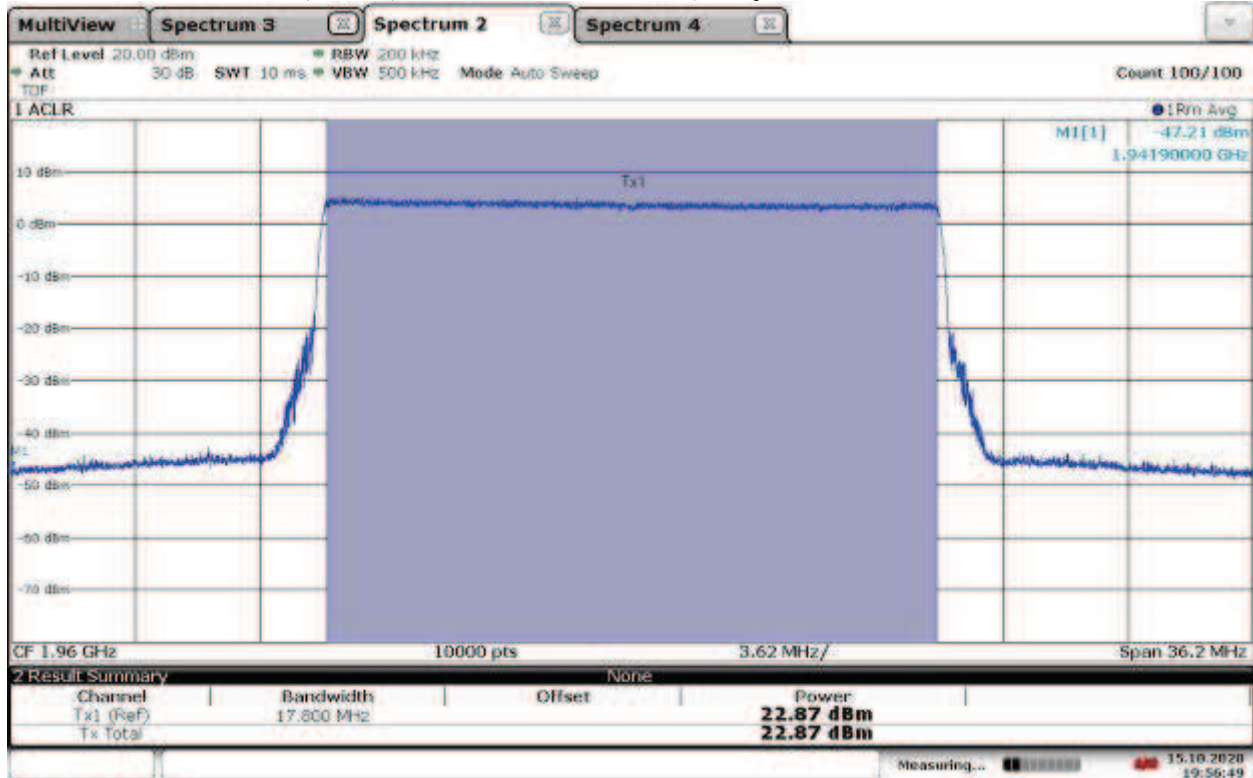 MultiView Spectrum 3 Spectrum 2 Spectrum 4
Ref Level 20.00 dBm RBW 200 kHz
Att 30 dB SWT 10 ms VBW 500 kHz Mode Auto Sweep Count 100/100
TDF
1 ACLR 1Rm Avg
M1[1] -47.21 dBm
1.94190000 GHz
10 dBm
Tx1
0 dBm
-10 dBm
-20 dBm
-30 dBm
-40 dBm
M1
-50 dBm
-60 dBm
-70 dBm
CF 1.96 GHz 10000 pts 3.62 MHz/ Span 36.2 MHz
2 Result Summary None
Channel Bandwidth Offset Power
Tx1 (Ref) 17.800 MHz 22.87 dBm
Tx Total 22.87 dBm
Measuring... 15.10.2020
19:56:49